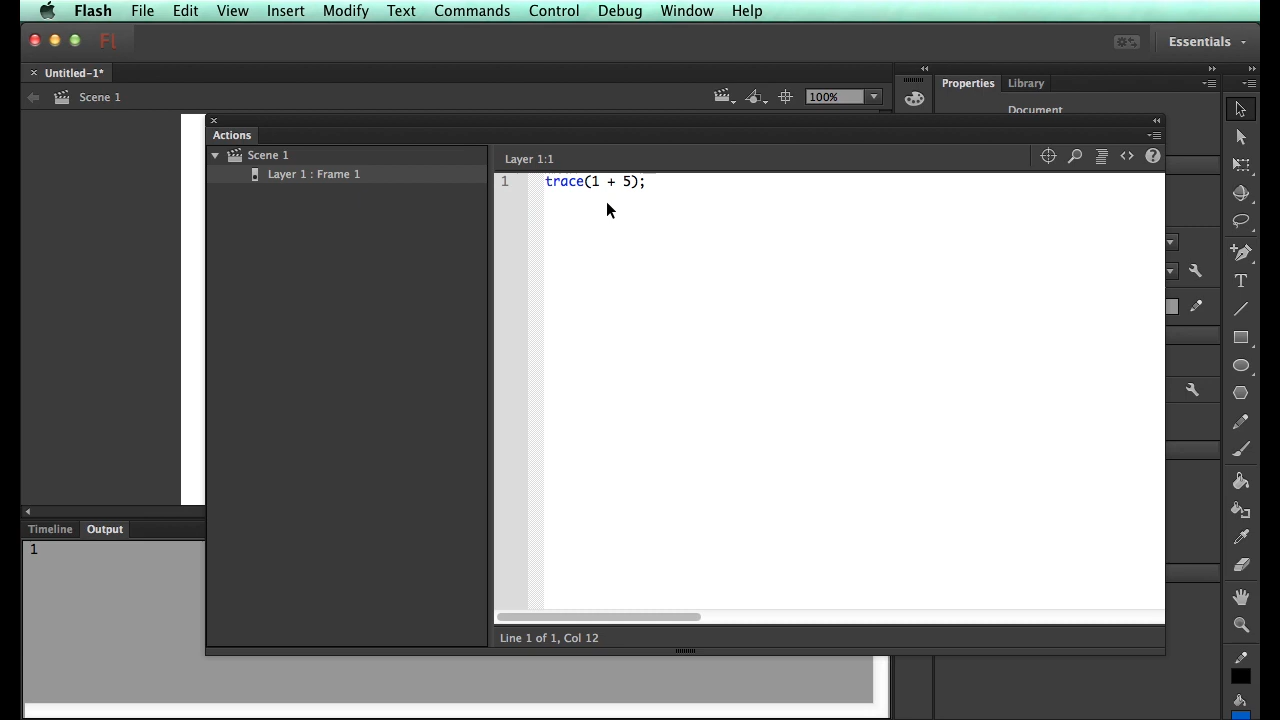 Flash File Edit View Insert Modify Text Commands Control Debug Window Help
Fl
Essentials
Untitled-1*
Scene 1
100%
Properties Library
Document
Actions
Scene 1
Layer 1 : Frame 1
Layer 1:1
1 trace(1 + 5);
Timeline Output
1
Line 1 of 1, Col 12
T